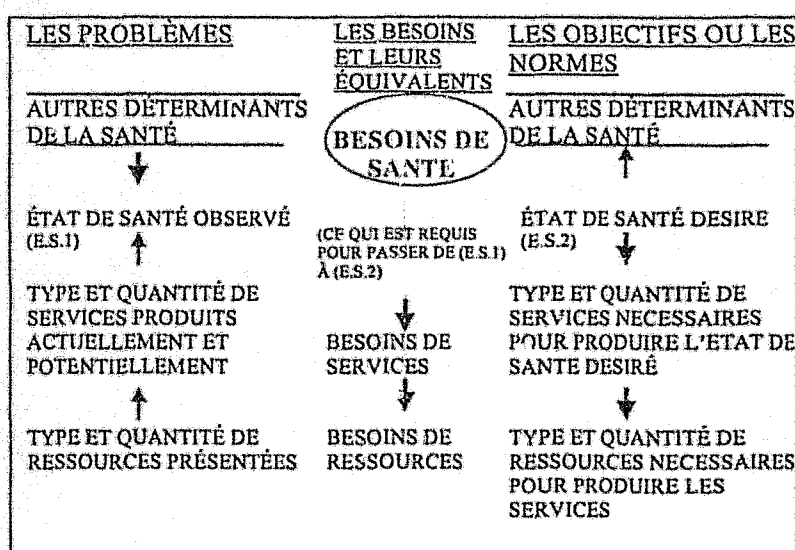 LES PROBLÈMES
AUTRES DÉTERMINANTS
DE LA SANTÉ
ÉTAT DE SANTÉ OBSERVÉ
(E.S.1)
TYPE ET QUANTITÉ DE
SERVICES PRODUITS
ACTUELLEMENT ET
POTENTIELLEMENT
TYPE ET QUANTITÉ DE
RESSOURCES PRÉSENTÉES
LES BESOINS
ET LEURS
ÉQUIVALENTS
BESOINS DE
SANTE
(CE QUI EST REQUIS
POUR PASSER DE (E.S.1)
À (E.S.2)
BESOINS DE
SERVICES
BESOINS DE
RESSOURCES
LES OBJECTIFS OU LES
NORMES
AUTRES DÉTERMINANTS
DE LA SANTÉ
ÉTAT DE SANTÉ DESIRE
(E.S.2)
TYPE ET QUANTITÉ DE
SERVICES NECESSAIRES
POUR PRODUIRE L'ETAT DE
SANTE DESIRÉ
TYPE ET QUANTITÉ DE
RESSOURCES NECESSAIRES
POUR PRODUIRE LES
SERVICES